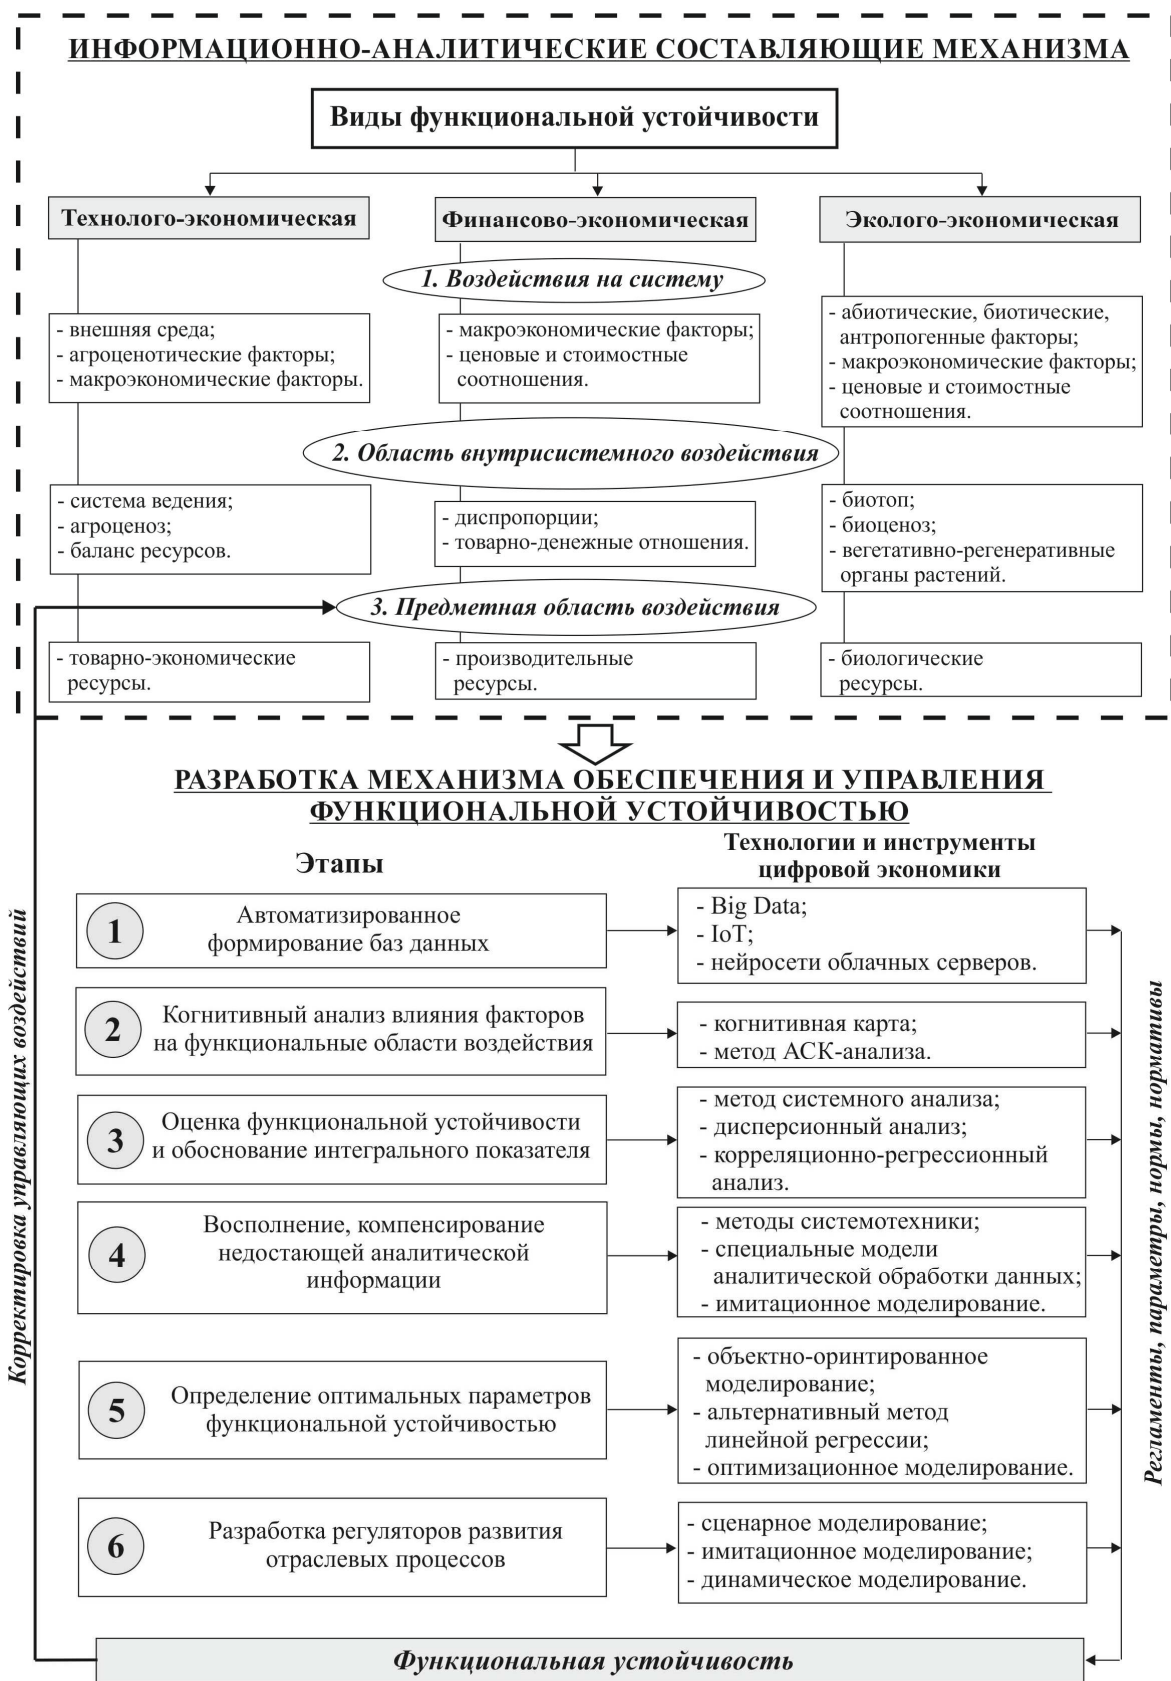 ИНФОРМАЦИОННО-АНАЛИТИЧЕСКИЕ СОСТАВЛЯЮЩИЕ МЕХАНИЗМА
Виды функциональной устойчивости
Технолого-экономическая
Финансово-экономическая
Эколого-экономическая
1. Воздействия на систему
- внешняя среда;
- агроценотические факторы;
- макроэкономические факторы.
- макроэкономические факторы;
- ценовые и стоимостные
соотношения.
- абиотические, биотические,
антропогенные факторы;
- макроэкономические факторы;
- ценовые и стоимостные
соотношения.
2. Область внутрисистемного воздействия
- система ведения;
- агроценоз;
- баланс ресурсов.
- диспропорции;
- товарно-денежные отношения.
- биотоп;
- биоценоз;
- вегетативно-регенеративные
органы растений.
3. Предметная область воздействия
- товарно-экономические
ресурсы.
- производительные
ресурсы.
- биологические
ресурсы.
РАЗРАБОТКА МЕХАНИЗМА ОБЕСПЕЧЕНИЯ И УПРАВЛЕНИЯ
ФУНКЦИОНАЛЬНОЙ УСТОЙЧИВОСТЬЮ
Этапы
Технологии и инструменты
цифровой экономики
1
Автоматизированное
формирование баз данных
- Big Data;
- IoT;
- нейросети облачных серверов.
2
Когнитивный анализ влияния факторов
на функциональные области воздействия
- когнитивная карта;
- метод АСК-анализа.
3
Оценка функциональной устойчивости
и обоснование интегрального показателя
- метод системного анализа;
- дисперсионный анализ;
- корреляционно-регрессионный
анализ.
4
Восполнение, компенсирование
недостающей аналитической
информации
- методы системотехники;
- специальные модели
аналитической обработки данных;
- имитационное моделирование.
5
Определение оптимальных параметров
функциональной устойчивостью
- объектно-оринтированное
моделирование;
- альтернативный метод
линейной регрессии;
- оптимизационное моделирование.
6
Разработка регуляторов развития
отраслевых процессов
- сценарное моделирование;
- имитационное моделирование;
- динамическое моделирование.
Функциональная устойчивость
Корректировка управляющих воздействий
Регламенты, параметры, нормы, нормативы